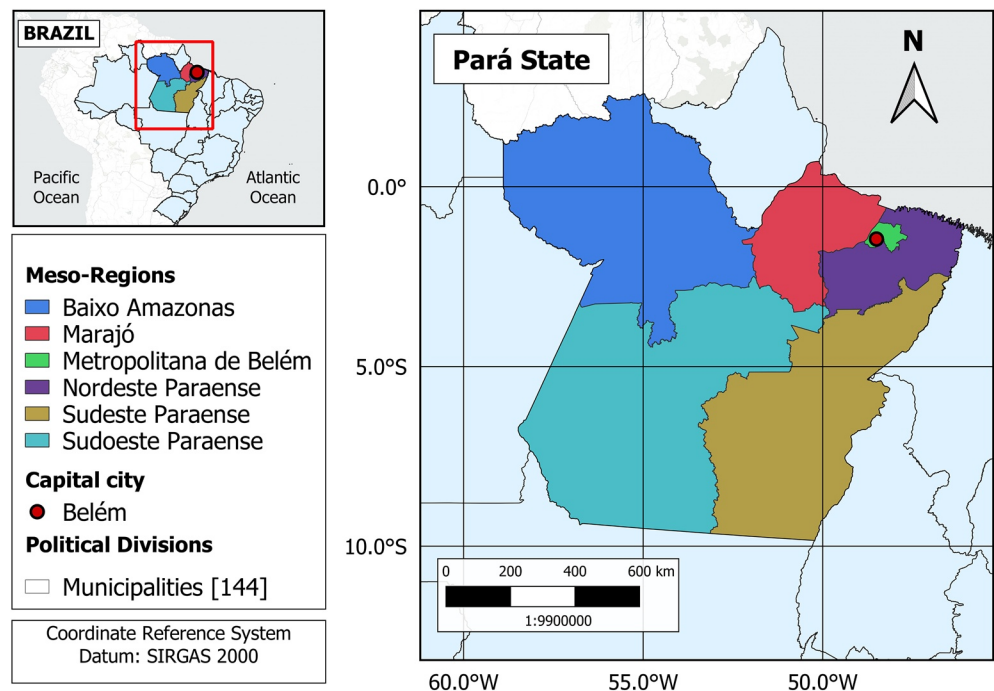 BRAZIL
Pacific
Ocean
Atlantic
Ocean
Meso-Regions
Baixo Amazonas
Marajó
Metropolitana de Belém
Nordeste Paraense
Sudeste Paraense
Sudoeste Paraense
Capital city
Belém
Political Divisions
Municipalities [144]
Coordinate Reference System
Datum: SIRGAS 2000
Pará State
N
0.0°
5.0°S
10.0°S
0 200 400 600 km
1:9900000
60.0°W 55.0°W 50.0°W